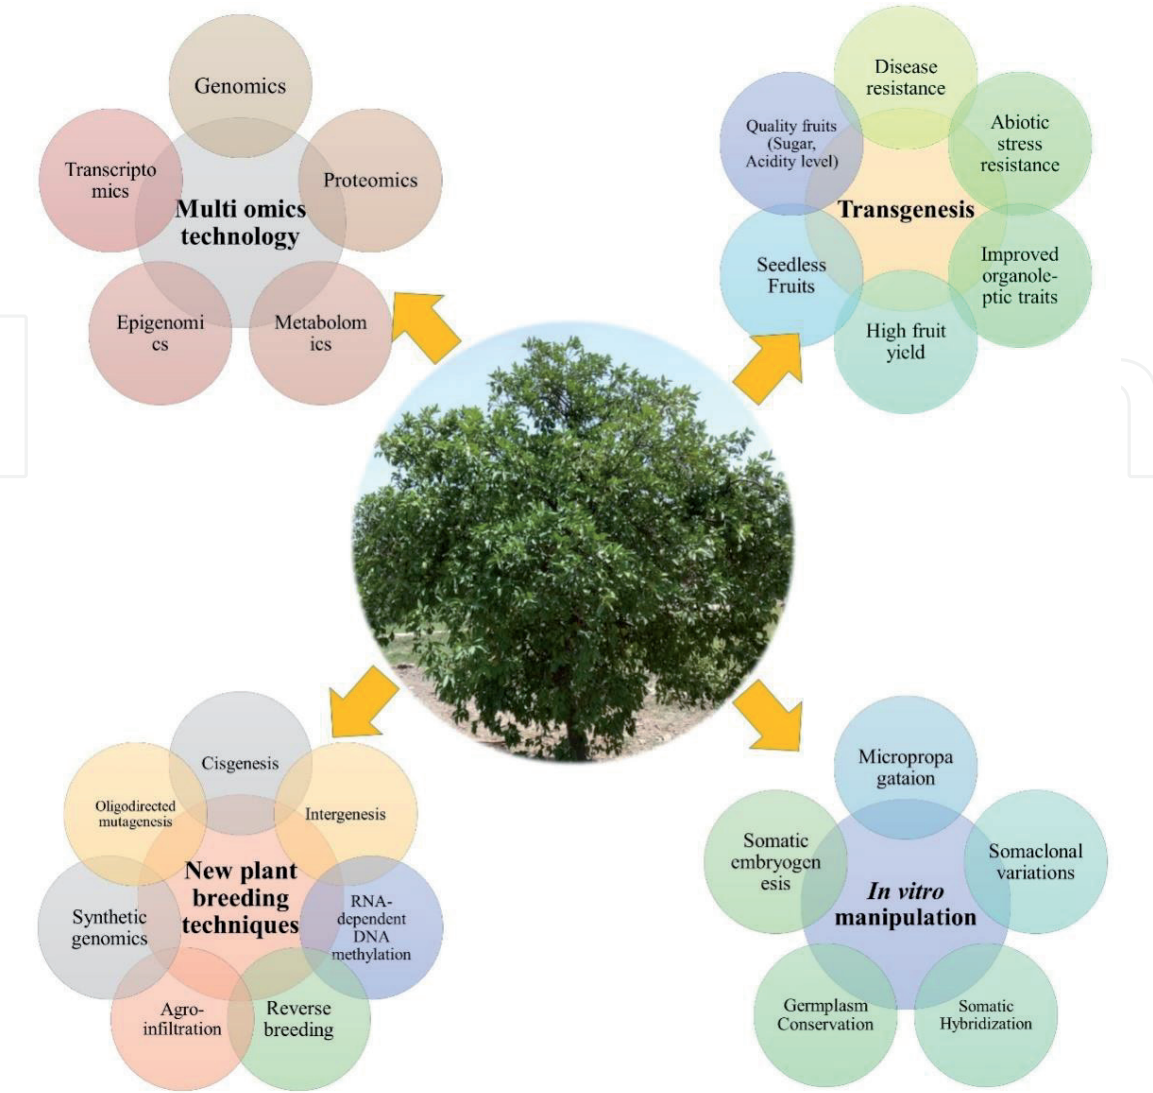 Genomics
Transcripto
mics
Proteomics
Multi omics
technology
Epigenomi
cs
Metabolom
ics
Disease
resistance
Quality fruits
(Sugar,
Acidity level)
Abiotic
stress
resistance
Transgenesis
Seedless
Fruits
Improved
organole-
ptic traits
High fruit
yield
Cisgenesis
Oligodirected
mutagenesis
Intergenesis
New plant
breeding
techniques
Synthetic
genomics
RNA-
dependent
DNA
methylation
Agro-
infiltration
Reverse
breeding
Micropropa
gataion
Somatic
embryogen
esis
Somaclonal
variations
In vitro
manipulation
Germplasm
Conservation
Somatic
Hybridization